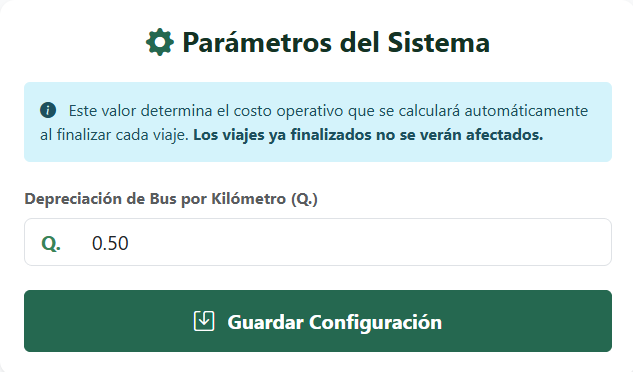 Parámetros del Sistema
Este valor determina el costo operativo que se calculará automáticamente
al finalizar cada viaje. Los viajes ya finalizados no se verán afectados.
Depreciación de Bus por Kilómetro (Q.)
Q. 0.50
Guardar Configuración